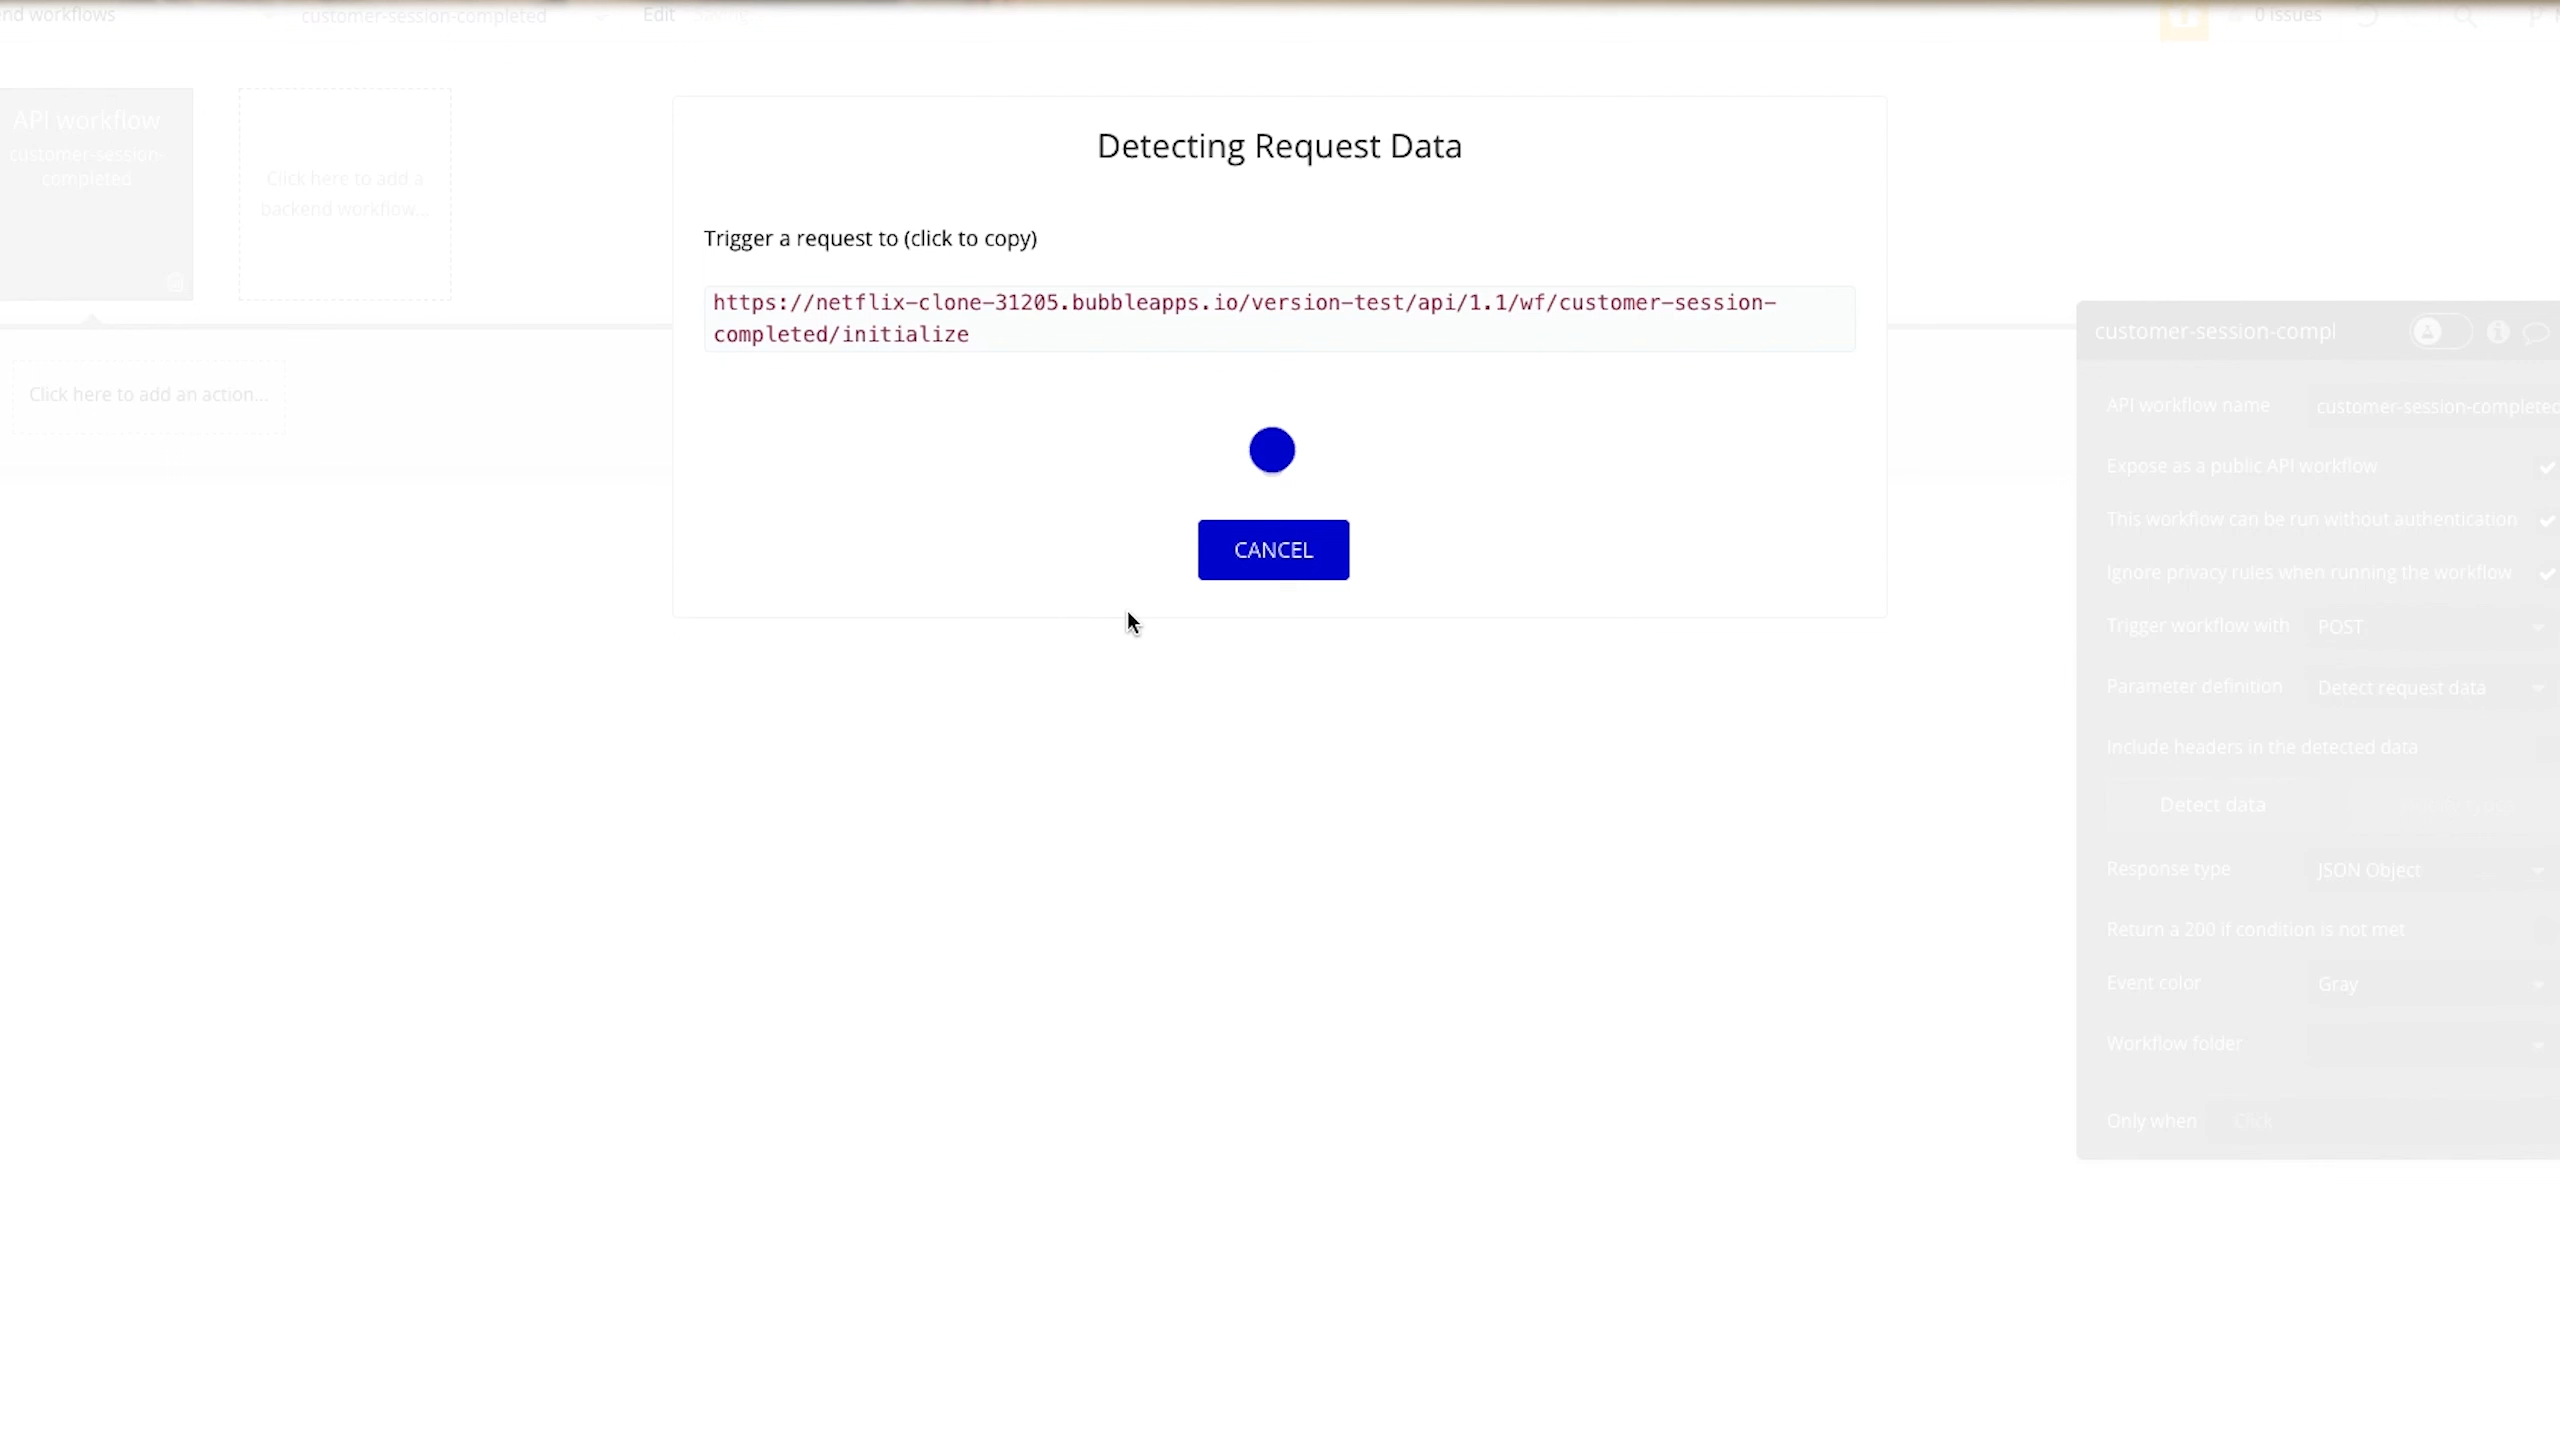 nd workflows
customer-session-completed
Edit
Saving...
0 issues
API workflow
customer-session-
completed
Click here to add a
backend workflow...
Click here to add an action...
Detecting Request Data
Trigger a request to (click to copy)
https://netflix-clone-31205.bubbleapps.io/version-test/api/1.1/wf/customer-session-
completed/initialize
CANCEL
customer-session-compl
API workflow name
customer-session-completed
Expose as a public API workflow
This workflow can be run without authentication
Ignore privacy rules when running the workflow
Trigger workflow with
POST
Parameter definition
Detect request data
Include headers in the detected data
Detect data
Response type
JSON Object
Return a 200 if condition is not met
Event color
Gray
Workflow folder
Only when
Click